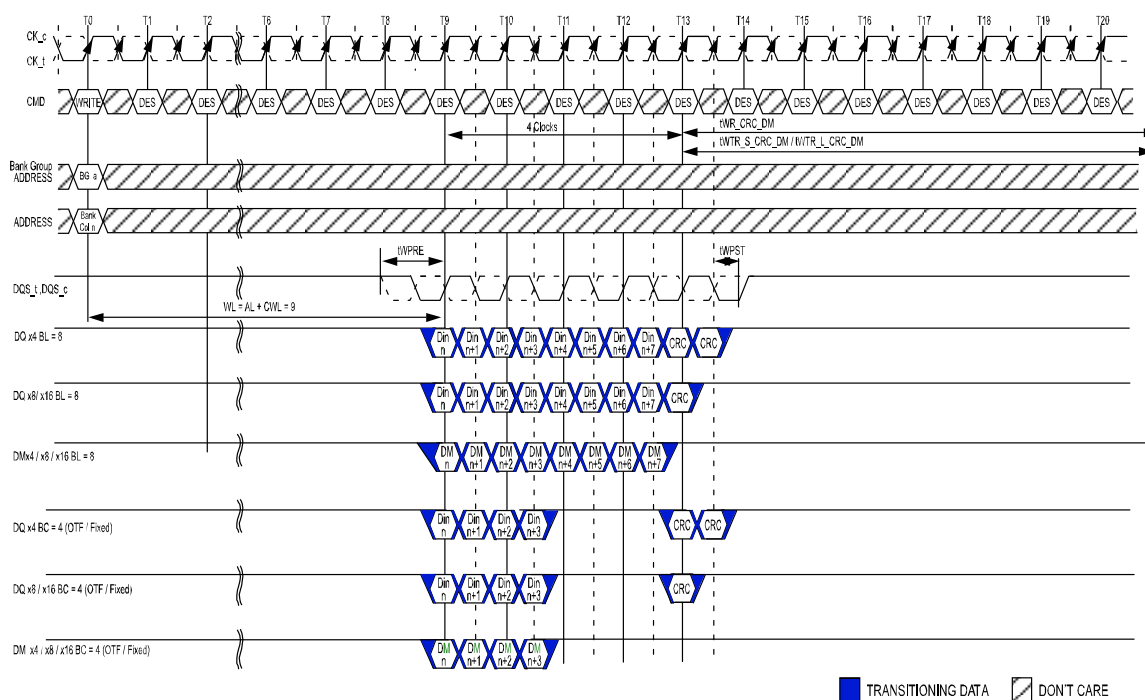 T0 T1 T2 T6 T7 T8 T9 T10 T11 T12 T13 T14 T15 T16 T17 T18 T19 T20
CK_c
CK_t
CMD WRITE DES DES DES DES DES DES DES DES DES DES DES DES DES DES DES DES DES
4 Clocks
tWR_CRC_DM
tWTR_S_CRC_DM / tWTR_L_CRC_DM
Bank Group
ADDRESS BG a
ADDRESS Bank
Col n
tWPRE tWPST
DQS_t ,DQS_c
WL = AL + CWL = 9
DQ x4 BL = 8 Din n Din n+1 Din n+2 Din n+3 Din n+4 Din n+5 Din n+6 Din n+7 CRC CRC
DQ x8/ x16 BL = 8 Din n Din n+1 Din n+2 Din n+3 Din n+4 Din n+5 Din n+6 Din n+7 CRC
DMx4 / x8 / x16 BL = 8 DM n DM n+1 DM n+2 DM n+3 DM n+4 DM n+5 DM n+6 DM n+7
DQ x4 BC = 4 (OTF / Fixed) Din n Din n+1 Din n+2 Din n+3 CRC CRC
DQ x8 / x16 BC = 4 (OTF / Fixed) Din n Din n+1 Din n+2 Din n+3 CRC
DM x4 / x8 / x16 BC = 4 (OTF / Fixed) DM n DM n+1 DM n+2 DM n+3
TRANSITIONING DATA DON'T CARE